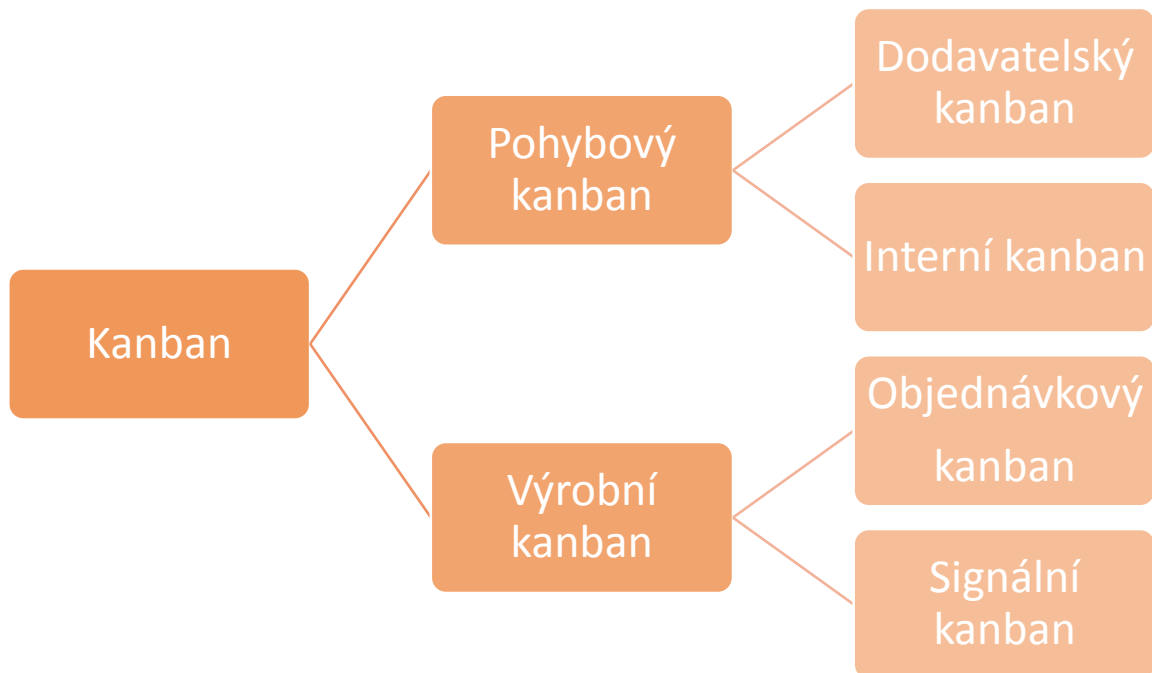 Kanban
Pohybový
kanban
Dodavatelský
kanban
Interní kanban
Výrobní
kanban
Objednávkový
kanban
Signální
kanban